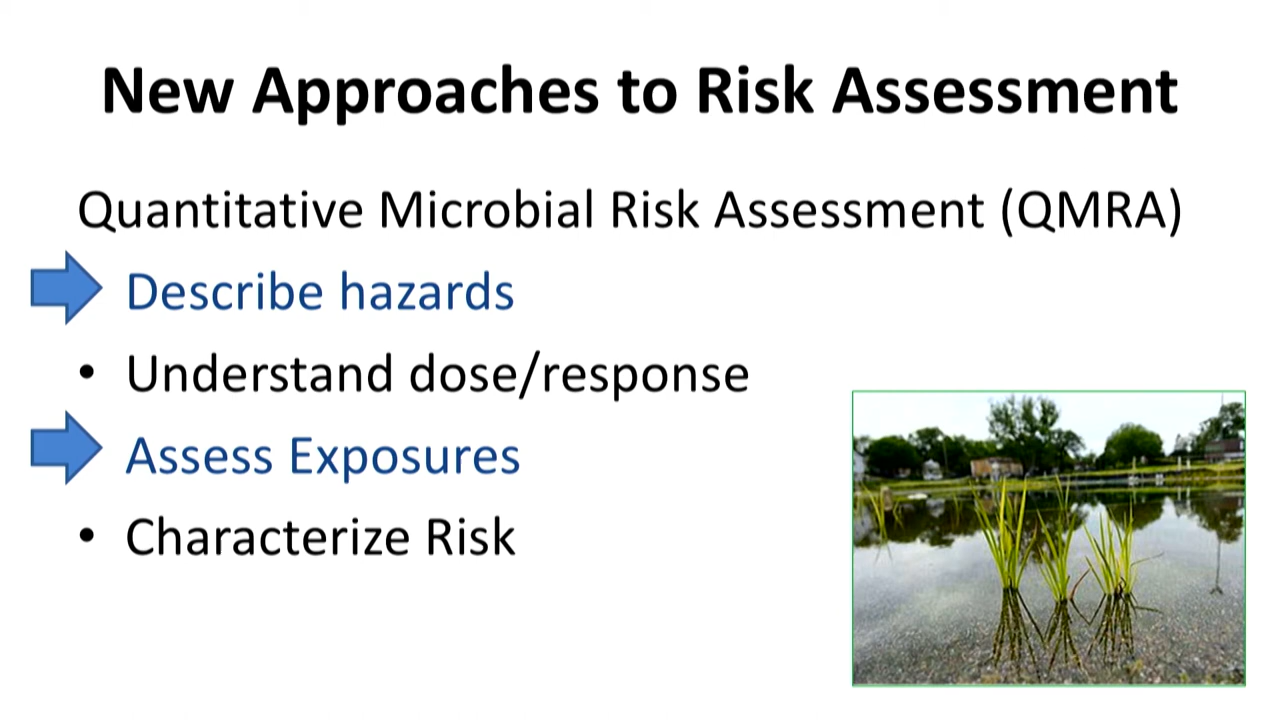 New Approaches to Risk Assessment
Quantitative Microbial Risk Assessment (QMRA)
Describe hazards
• Understand dose/response
Assess Exposures
• Characterize Risk